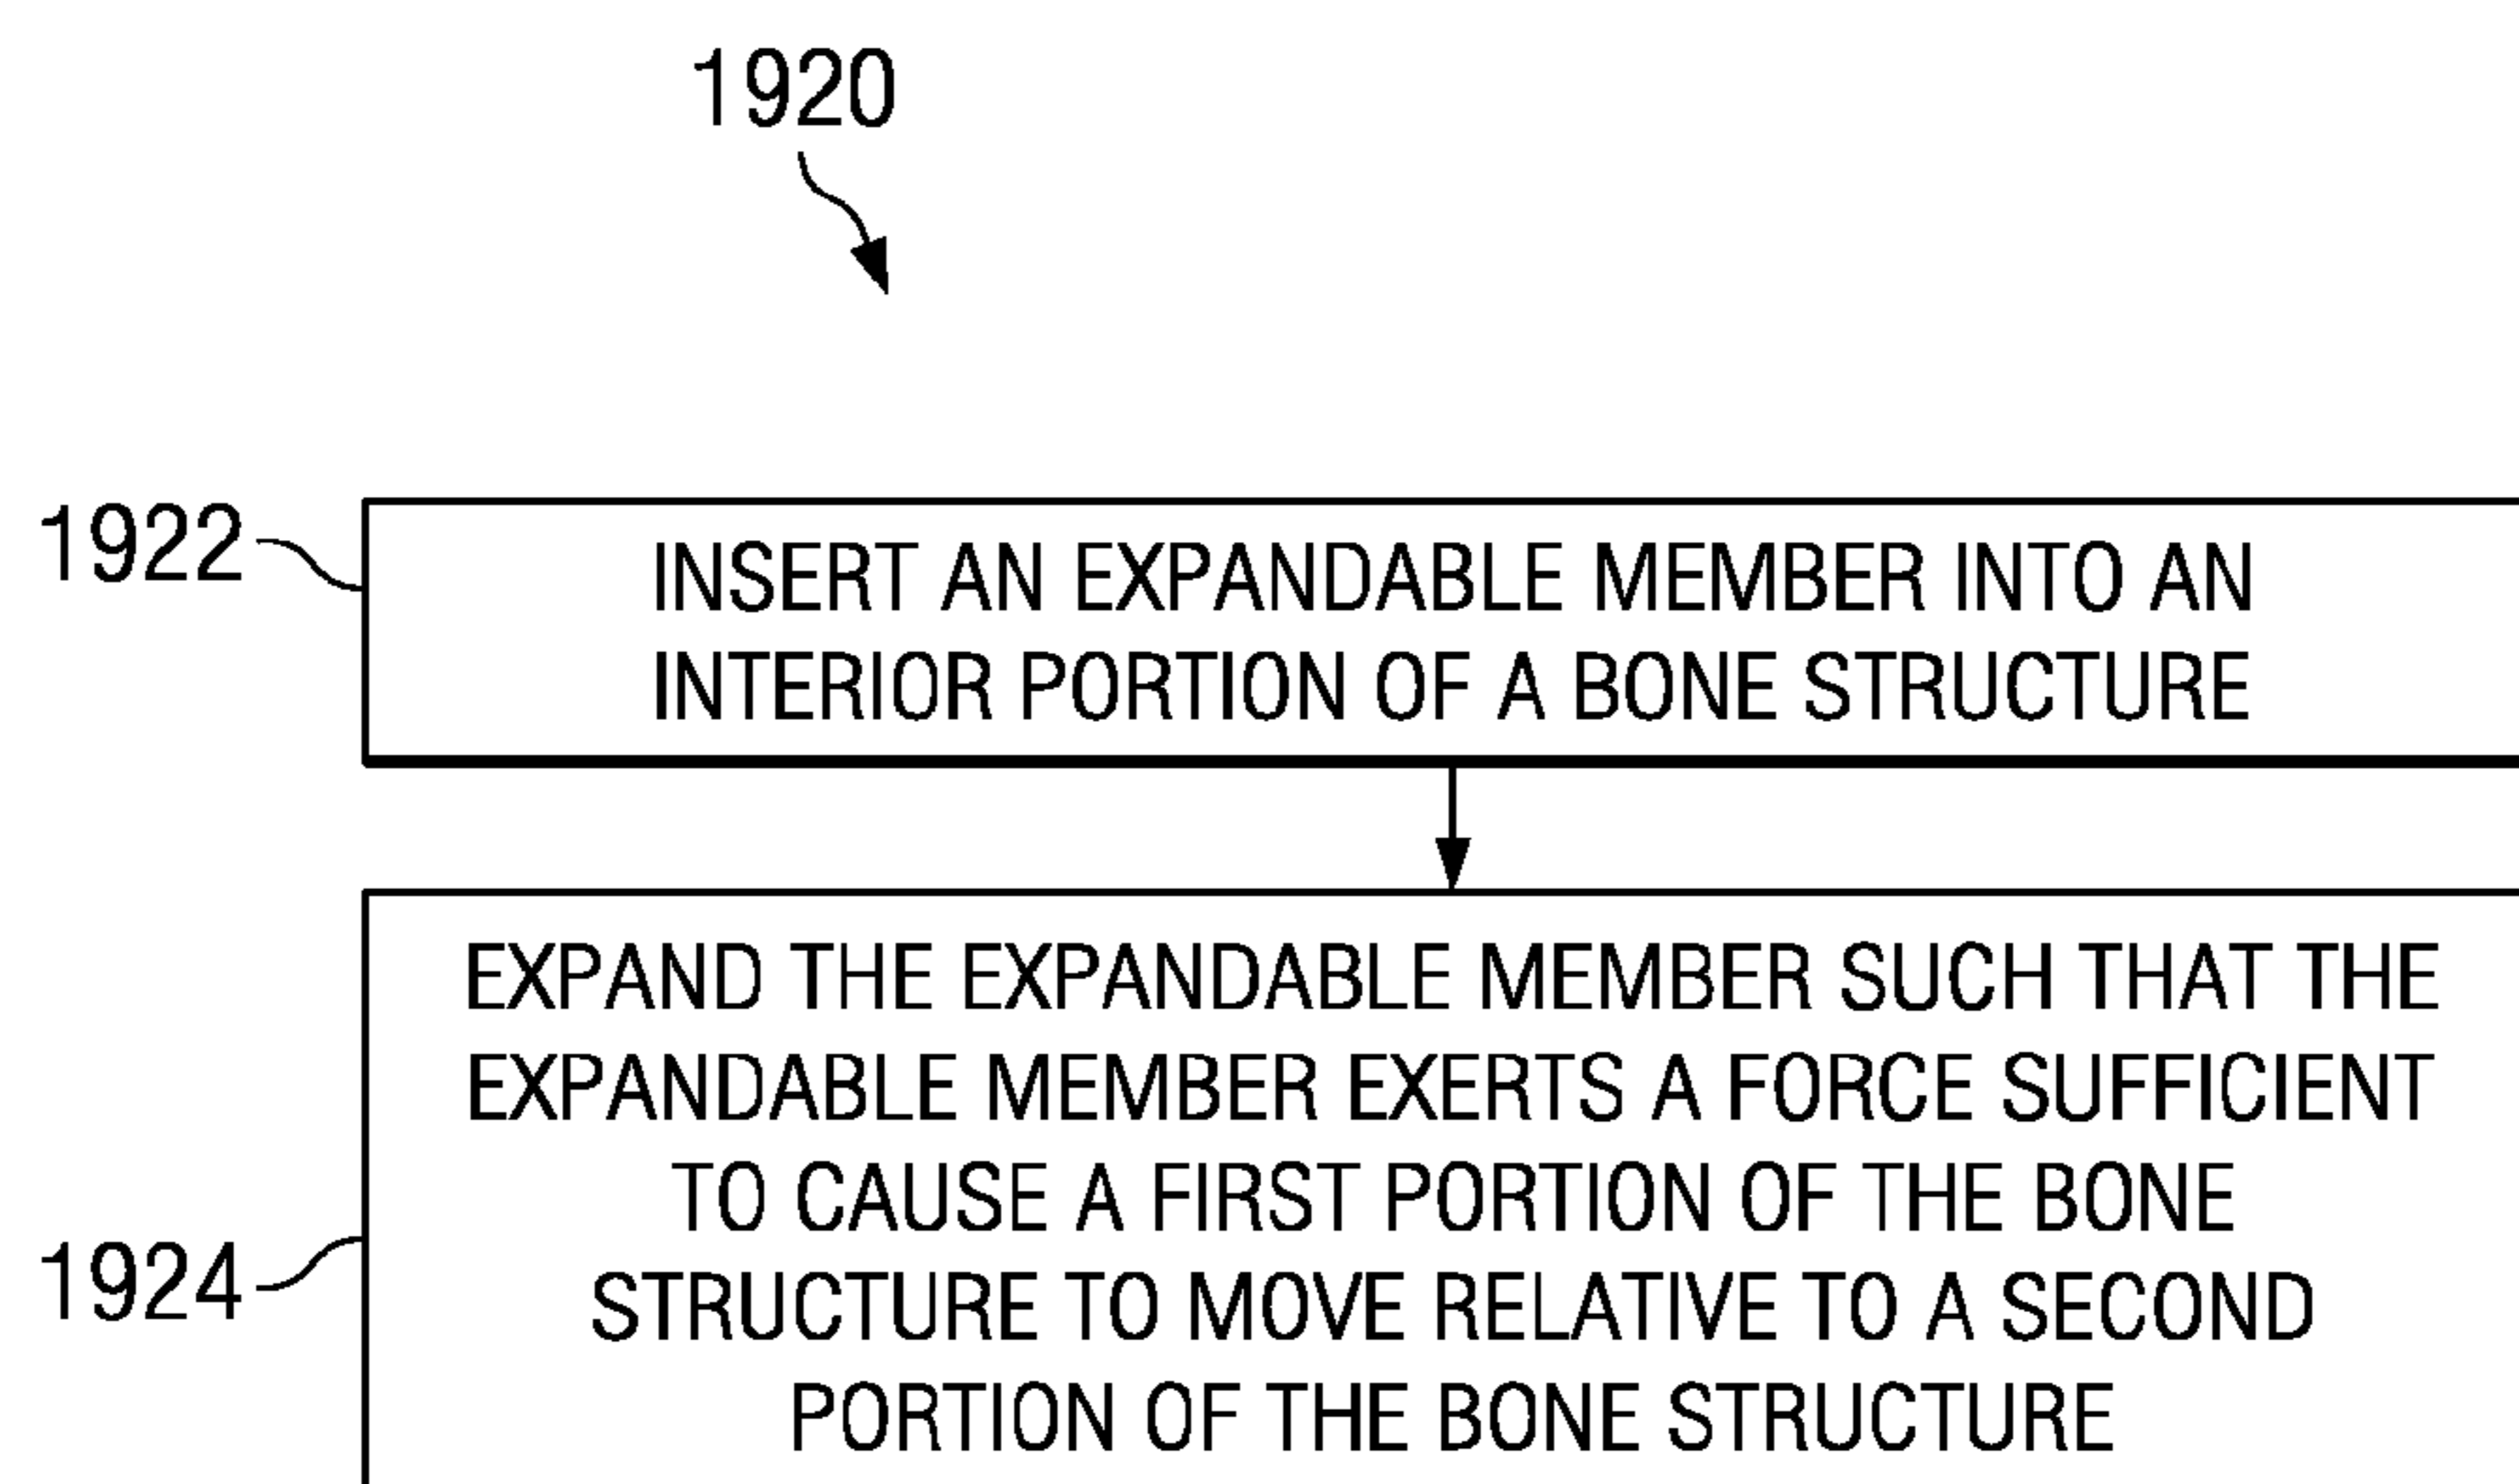 1920
1922
INSERT AN EXPANDABLE MEMBER INTO AN
INTERIOR PORTION OF A BONE STRUCTURE
EXPAND THE EXPANDABLE MEMBER SUCH THAT THE
EXPANDABLE MEMBER EXERTS A FORCE SUFFICIENT
TO CAUSE A FIRST PORTION OF THE BONE
1924
STRUCTURE TO MOVE RELATIVE TO A SECOND
PORTION OF THE BONE STRUCTURE